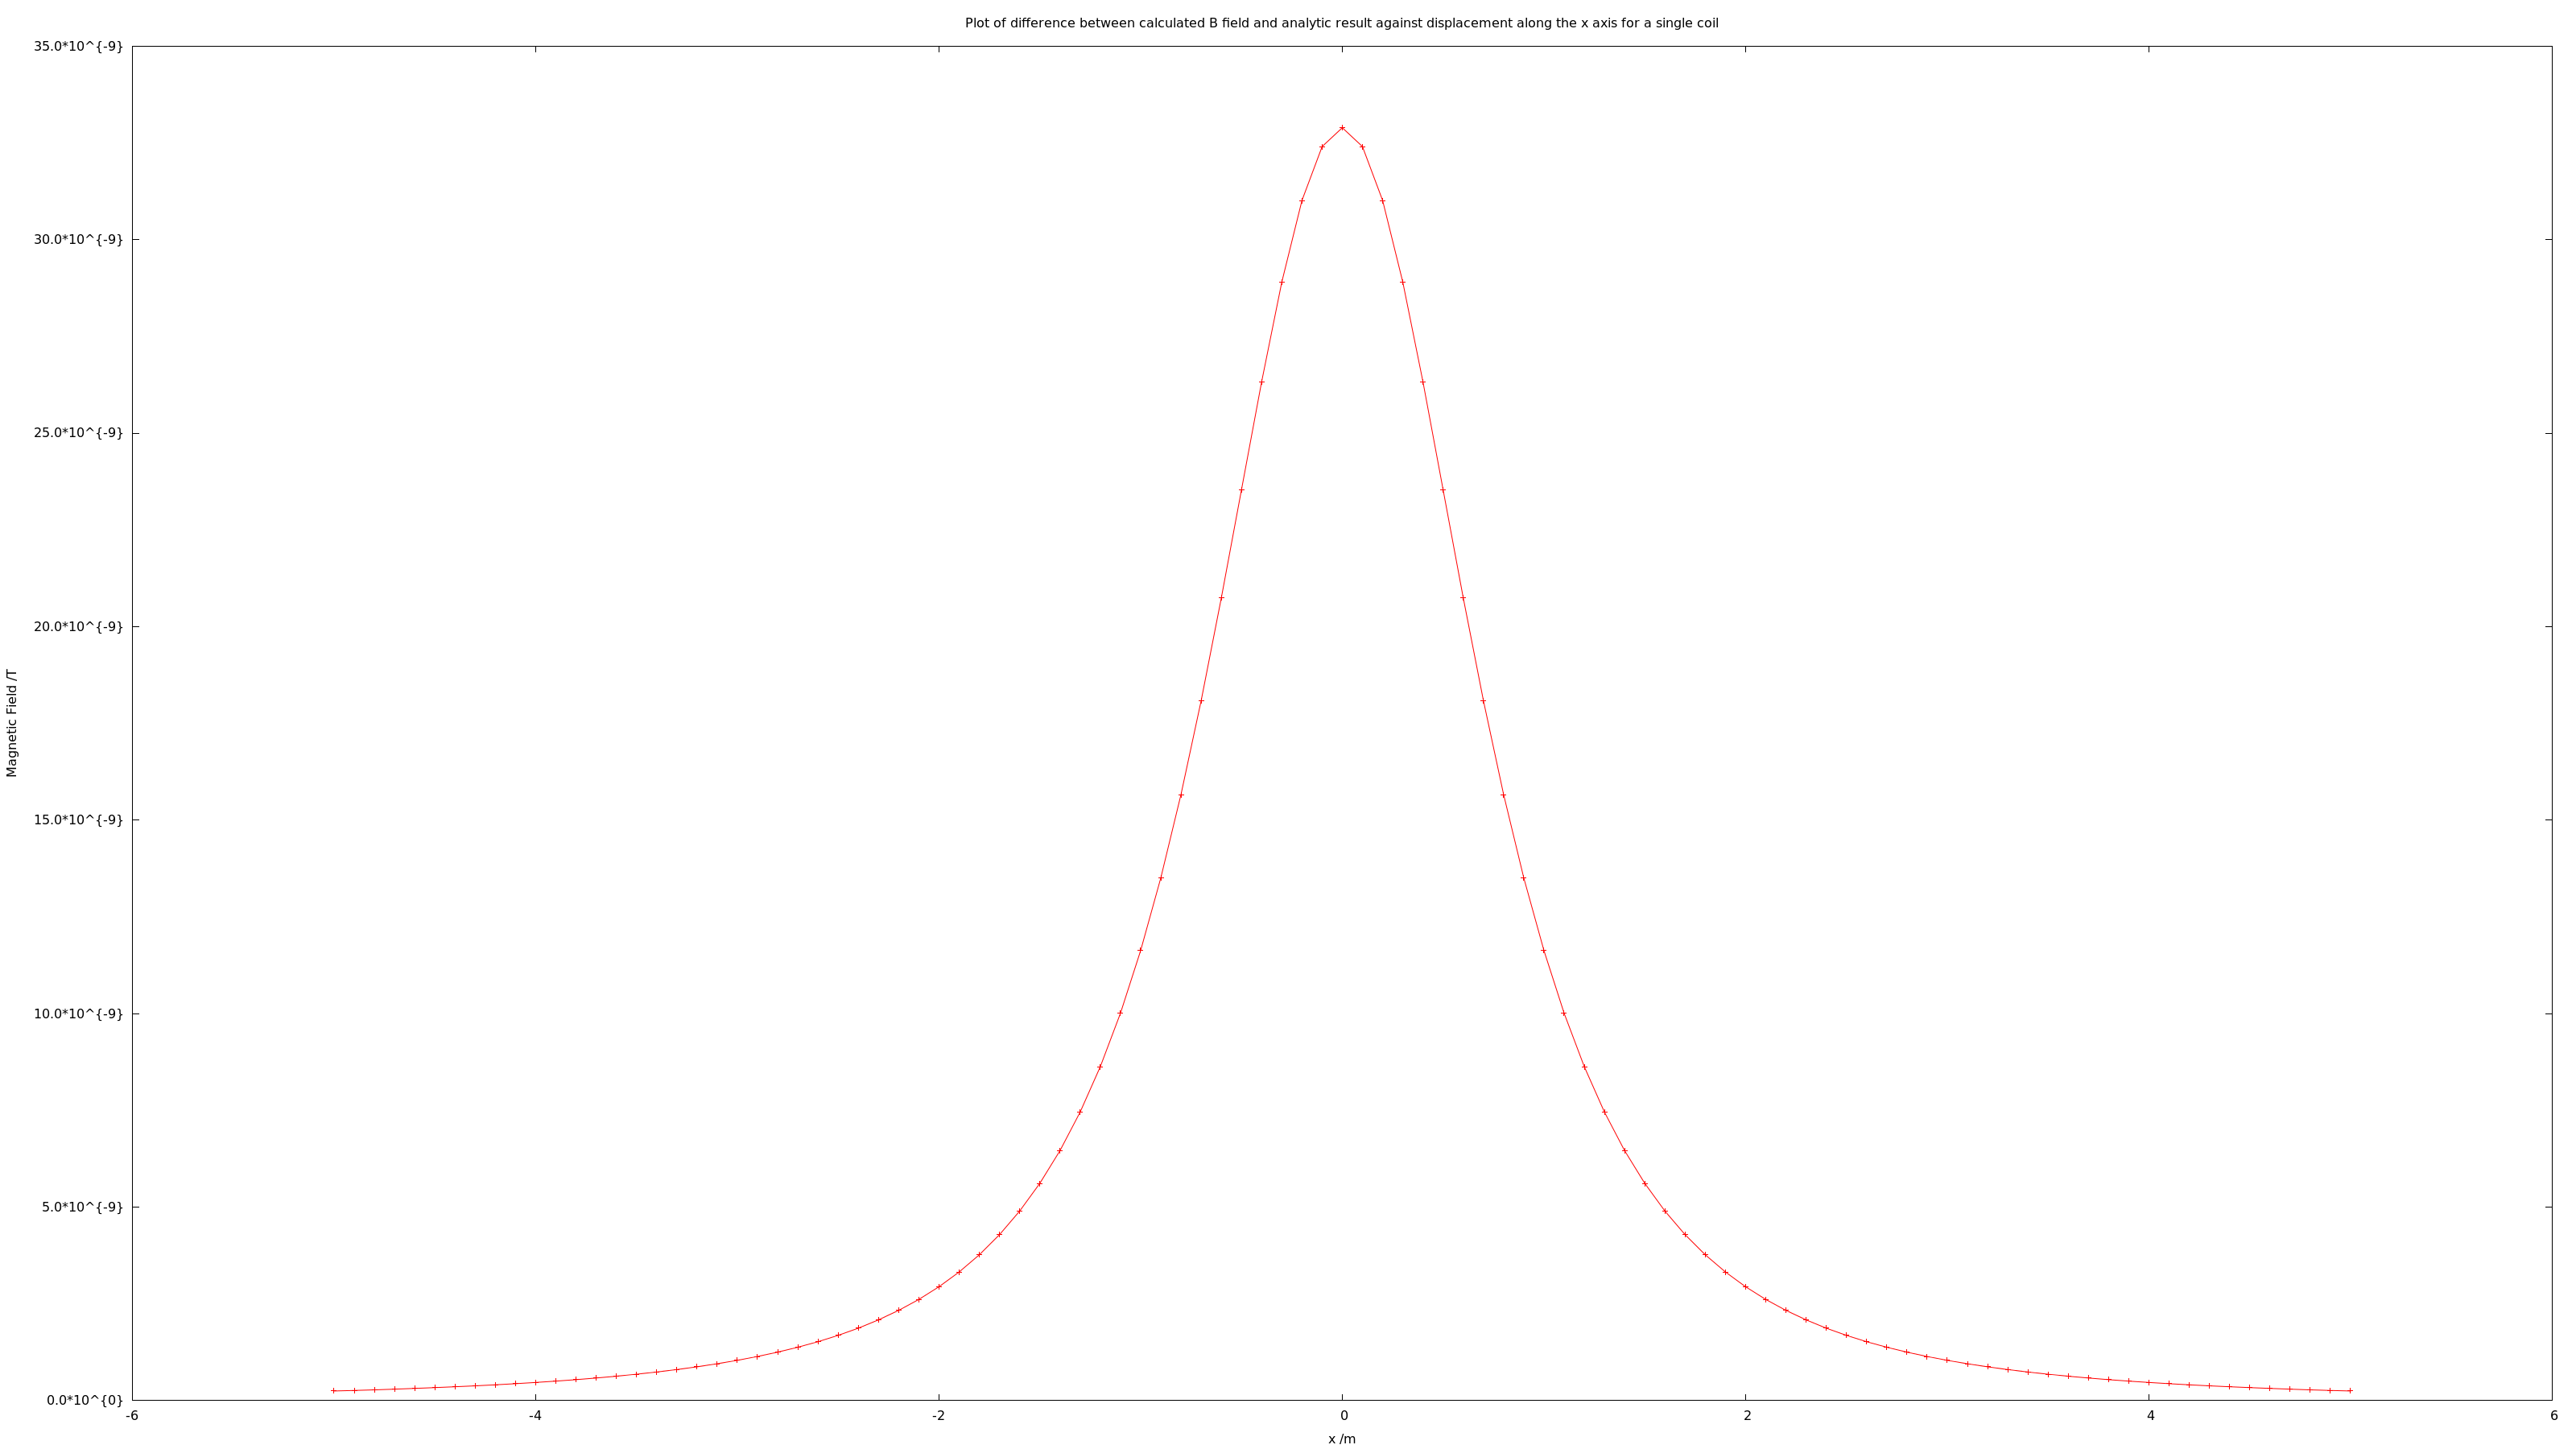 Plot of difference between calculated B field and analytic result against displacement along the x axis for a single coil
35.0*10^{-9}
30.0*10^{-9}
25.0*10^{-9}
20.0*10^{-9}
15.0*10^{-9}
10.0*10^{-9}
5.0*10^{-9}
0.0*10^{0}
Magnetic Field /T
-6 -4 -2 0 2 4 6
x /m